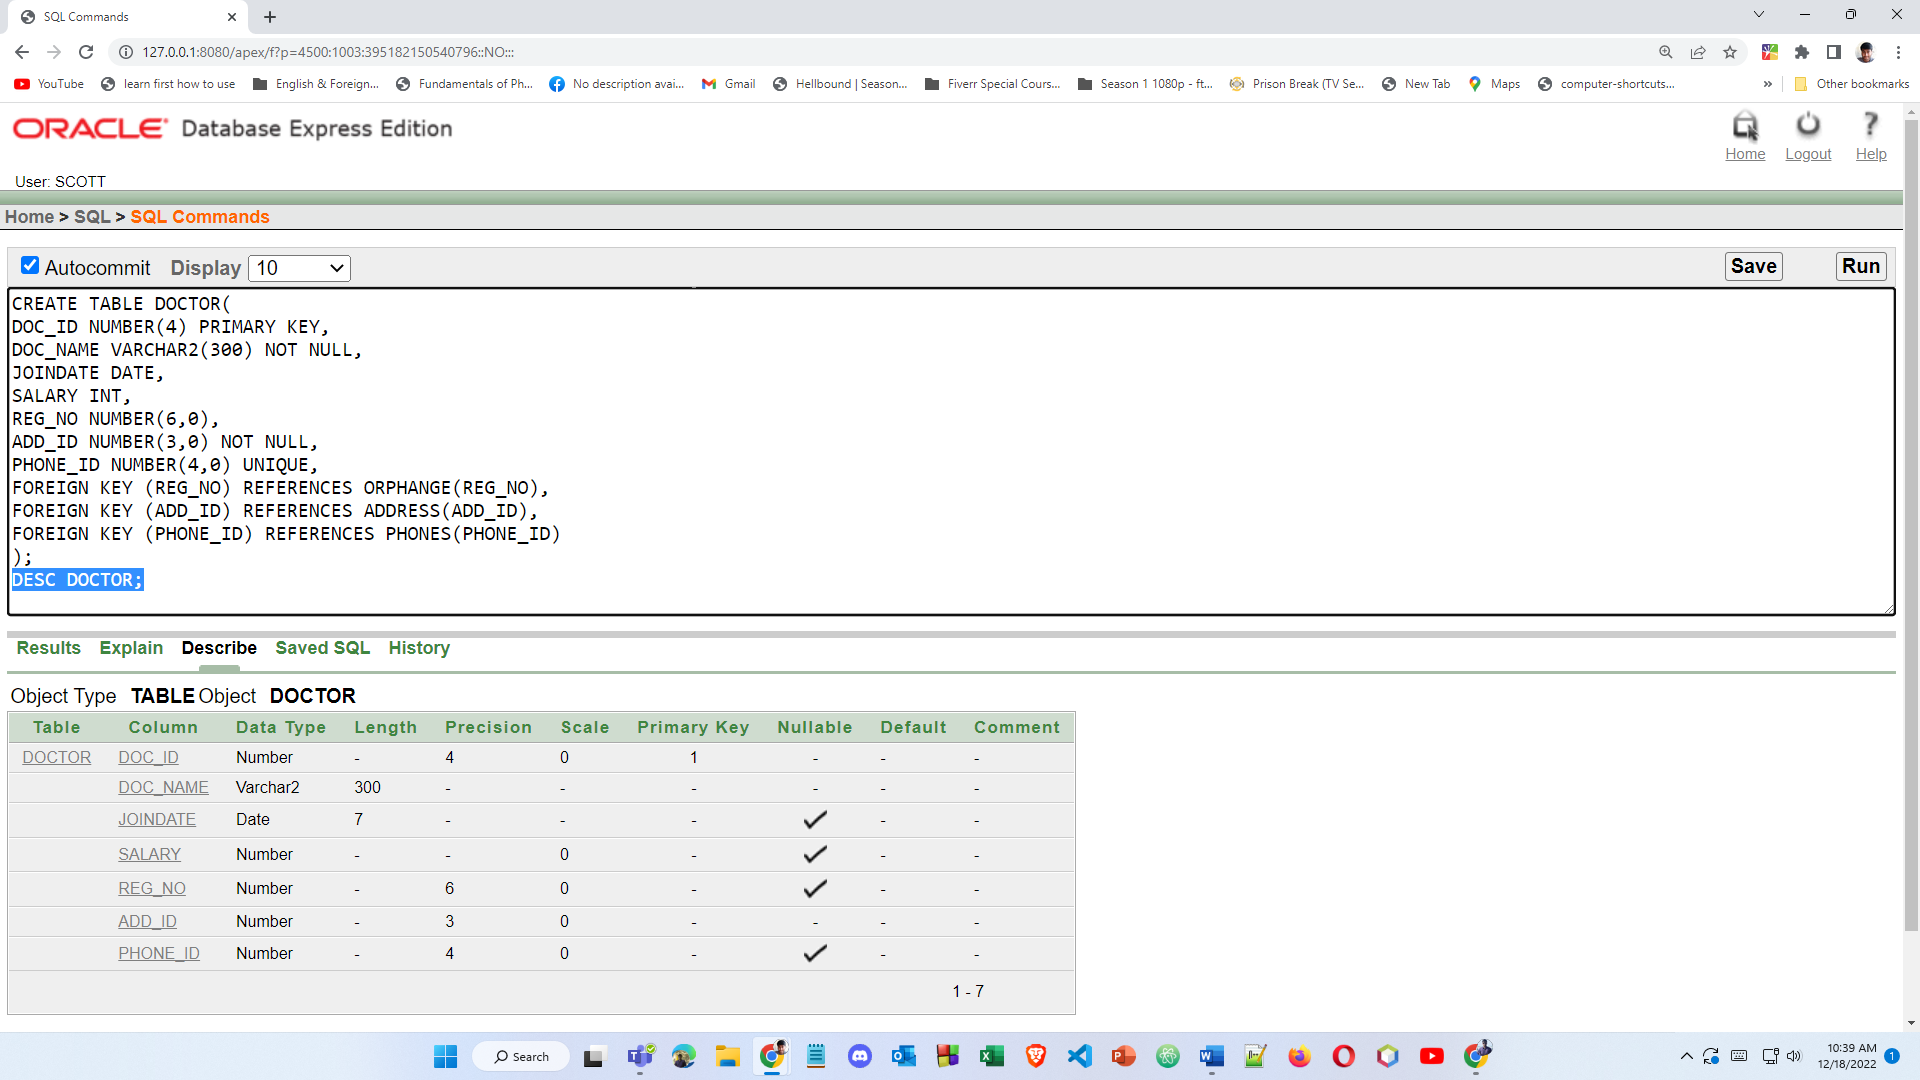 SQL Commands
127.0.0.1:8080/apex/f?p=4500:1003:395182150540796::NO:::
YouTube learn first how to use English & Foreign... Fundamentals of Ph... No description avai... Gmail Hellbound | Season... Fiverr Special Cours... Season 1 1080p - ft... Prison Break (TV Se... New Tab Maps computer-shortcuts... » Other bookmarks
ORACLE Database Express Edition
Home Logout Help
User: SCOTT
Home > SQL > SQL Commands
Autocommit Display 10 Save Run
CREATE TABLE DOCTOR(
DOC_ID NUMBER(4) PRIMARY KEY,
DOC_NAME VARCHAR2(300) NOT NULL,
JOINDATE DATE,
SALARY INT,
REG_NO NUMBER(6,0),
ADD_ID NUMBER(3,0) NOT NULL,
PHONE_ID NUMBER(4,0) UNIQUE,
FOREIGN KEY (REG_NO) REFERENCES ORPHANGE(REG_NO),
FOREIGN KEY (ADD_ID) REFERENCES ADDRESS(ADD_ID),
FOREIGN KEY (PHONE_ID) REFERENCES PHONES(PHONE_ID)
);
DESC DOCTOR;
Results Explain Describe Saved SQL History
Object Type TABLE Object DOCTOR
Table Column Data Type Length Precision Scale Primary Key Nullable Default Comment
DOCTOR DOC_ID Number - 4 0 1 - - -
DOC_NAME Varchar2 300 - - - - - -
JOINDATE Date 7 - - - - -
SALARY Number - - 0 - - -
REG_NO Number - 6 0 - - -
ADD_ID Number - 3 0 - - - -
PHONE_ID Number - 4 0 - - -
1 - 7
Search
10:39 AM
12/18/2022
1